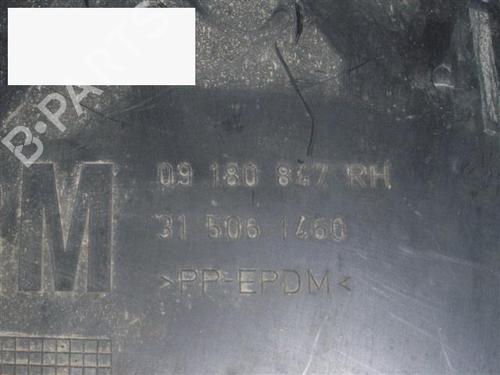 B-PARTS
09 180 847 RH
31 506 1460
M
>PP-EPDM<